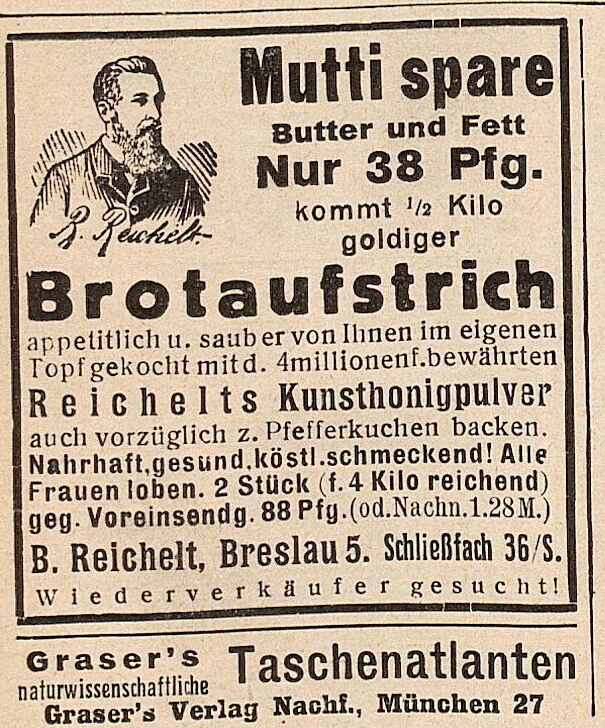 Mutti spare
Butter und Fett
Nur 38 Pfg.
kommt 1/2 Kilo
goldiger
B. Reichelt.
Brotaufstrich
appetitlich u. sauber von Ihnen im eigenen
Topf gekocht mit d. 4millionenf. bewährten
Reichelts Kunsthonigpulver
auch vorzüglich z. Pfefferkuchen backen.
Nahrhaft, gesund, köstl. schmeckend! Alle
Frauen loben. 2 Stück (f. 4 Kilo reichend)
geg. Voreinsendg. 88 Pfg. (od. Nachn. 1.28 M.)
B. Reichelt, Breslau 5. Schließfach 36/S.
Wiederverkäufer gesucht!
Graser's
naturwissenschaftliche
Taschenatlanten
Graser's Verlag Nachf., München 27